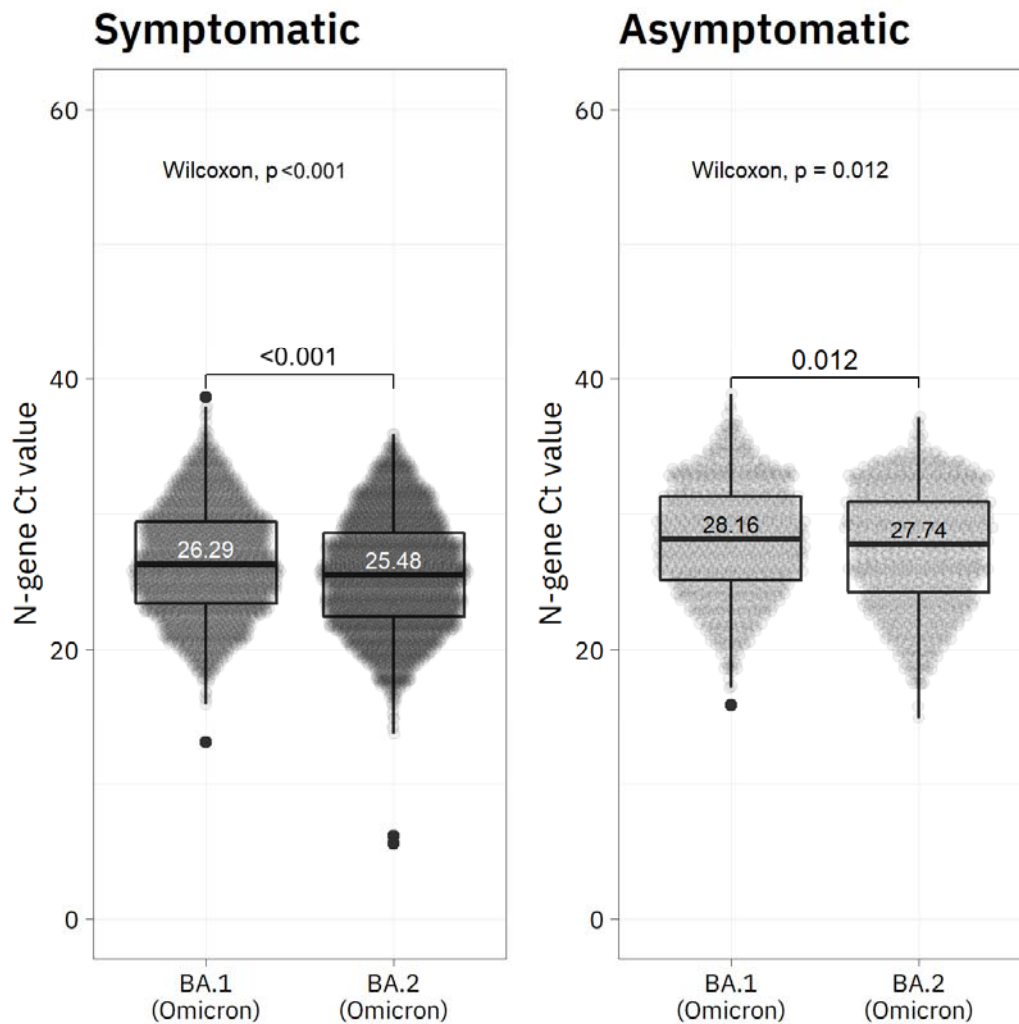 Symptomatic
Asymptomatic
N-gene Ct value
60
40
20
0
Wilcoxon, p <0.001
<0.001
26.29
25.48
BA.1
(Omicron)
BA.2
(Omicron)
N-gene Ct value
60
40
20
0
Wilcoxon, p = 0.012
0.012
28.16
27.74
BA.1
(Omicron)
BA.2
(Omicron)